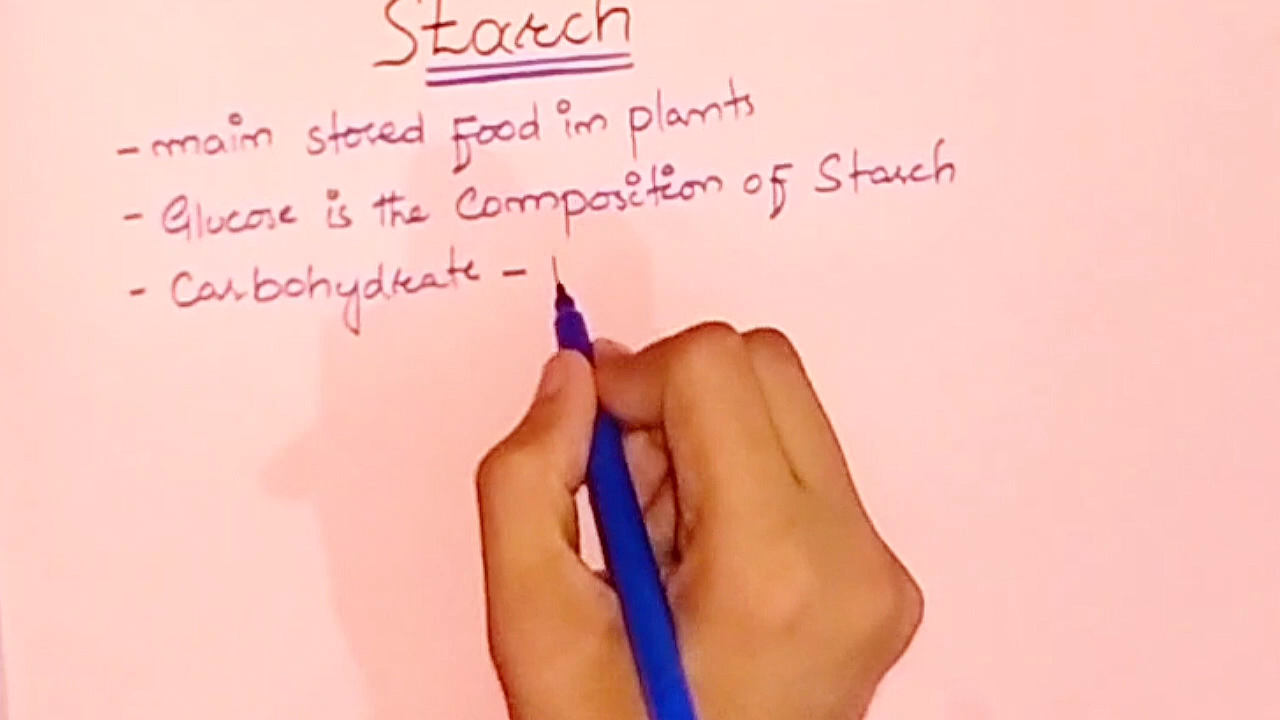 Starch
- main stored food in plants
- Glucose is the Composition of Starch
- Carbohydrate -